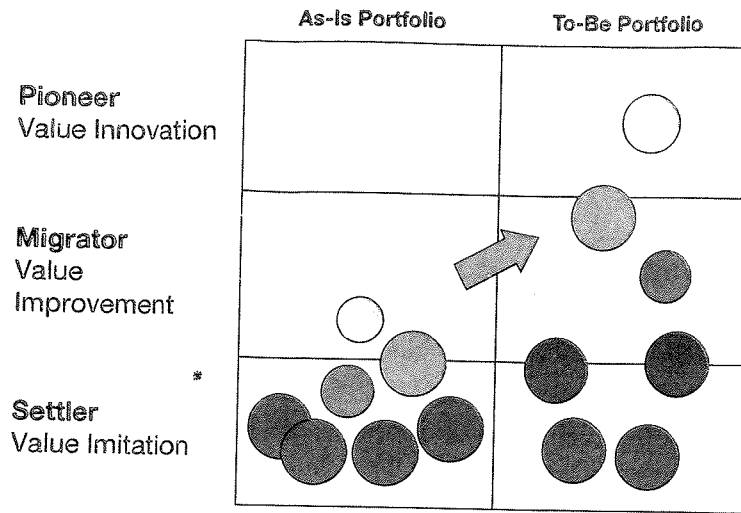 As-Is Portfolio
To-Be Portfolio
Pioneer
Value Innovation
Migrator
Value
Improvement
*
Settler
Value Imitation